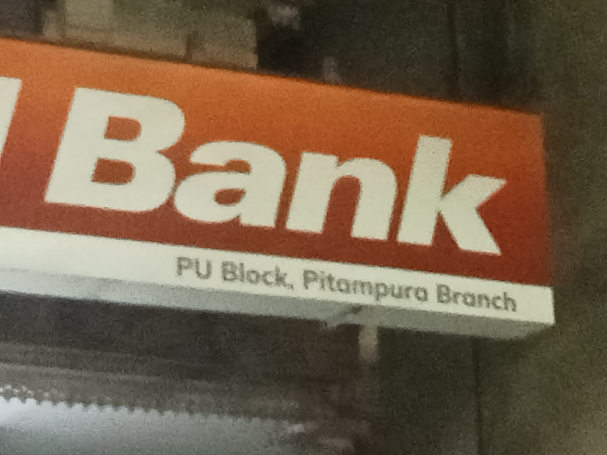 Bank
PU Block, Pitampura Branch